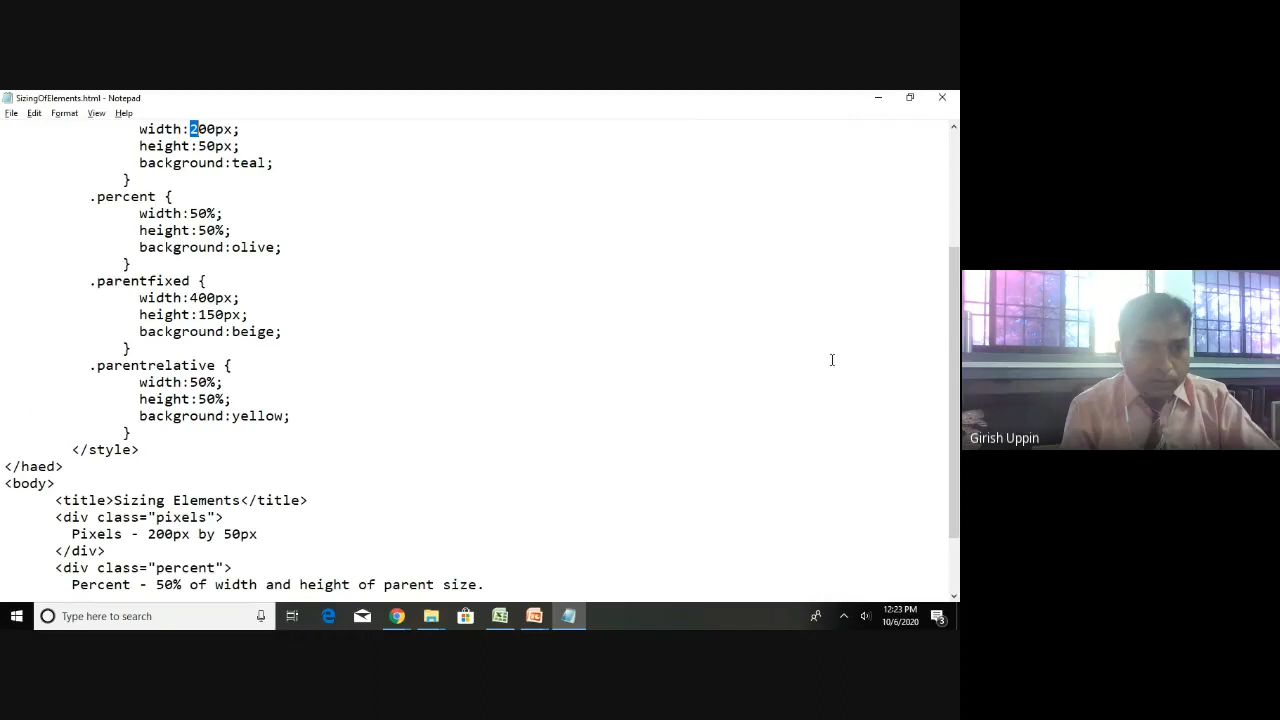 SizingOfElements.html - Notepad
File Edit Format View Help
width:200px;
height:50px;
background:teal;
}
.percent {
width:50%;
height:50%;
background:olive;
}
.parentfixed {
width:400px;
height:150px;
background:beige;
}
.parentrelative {
width:50%;
height:50%;
background:yellow;
}
</style>
</haed>
<body>
<title>Sizing Elements</title>
<div class="pixels">
Pixels - 200px by 50px
</div>
<div class="percent">
Percent - 50% of width and height of parent size.
Girish Uppin
Type here to search
12:23 PM
10/6/2020
3